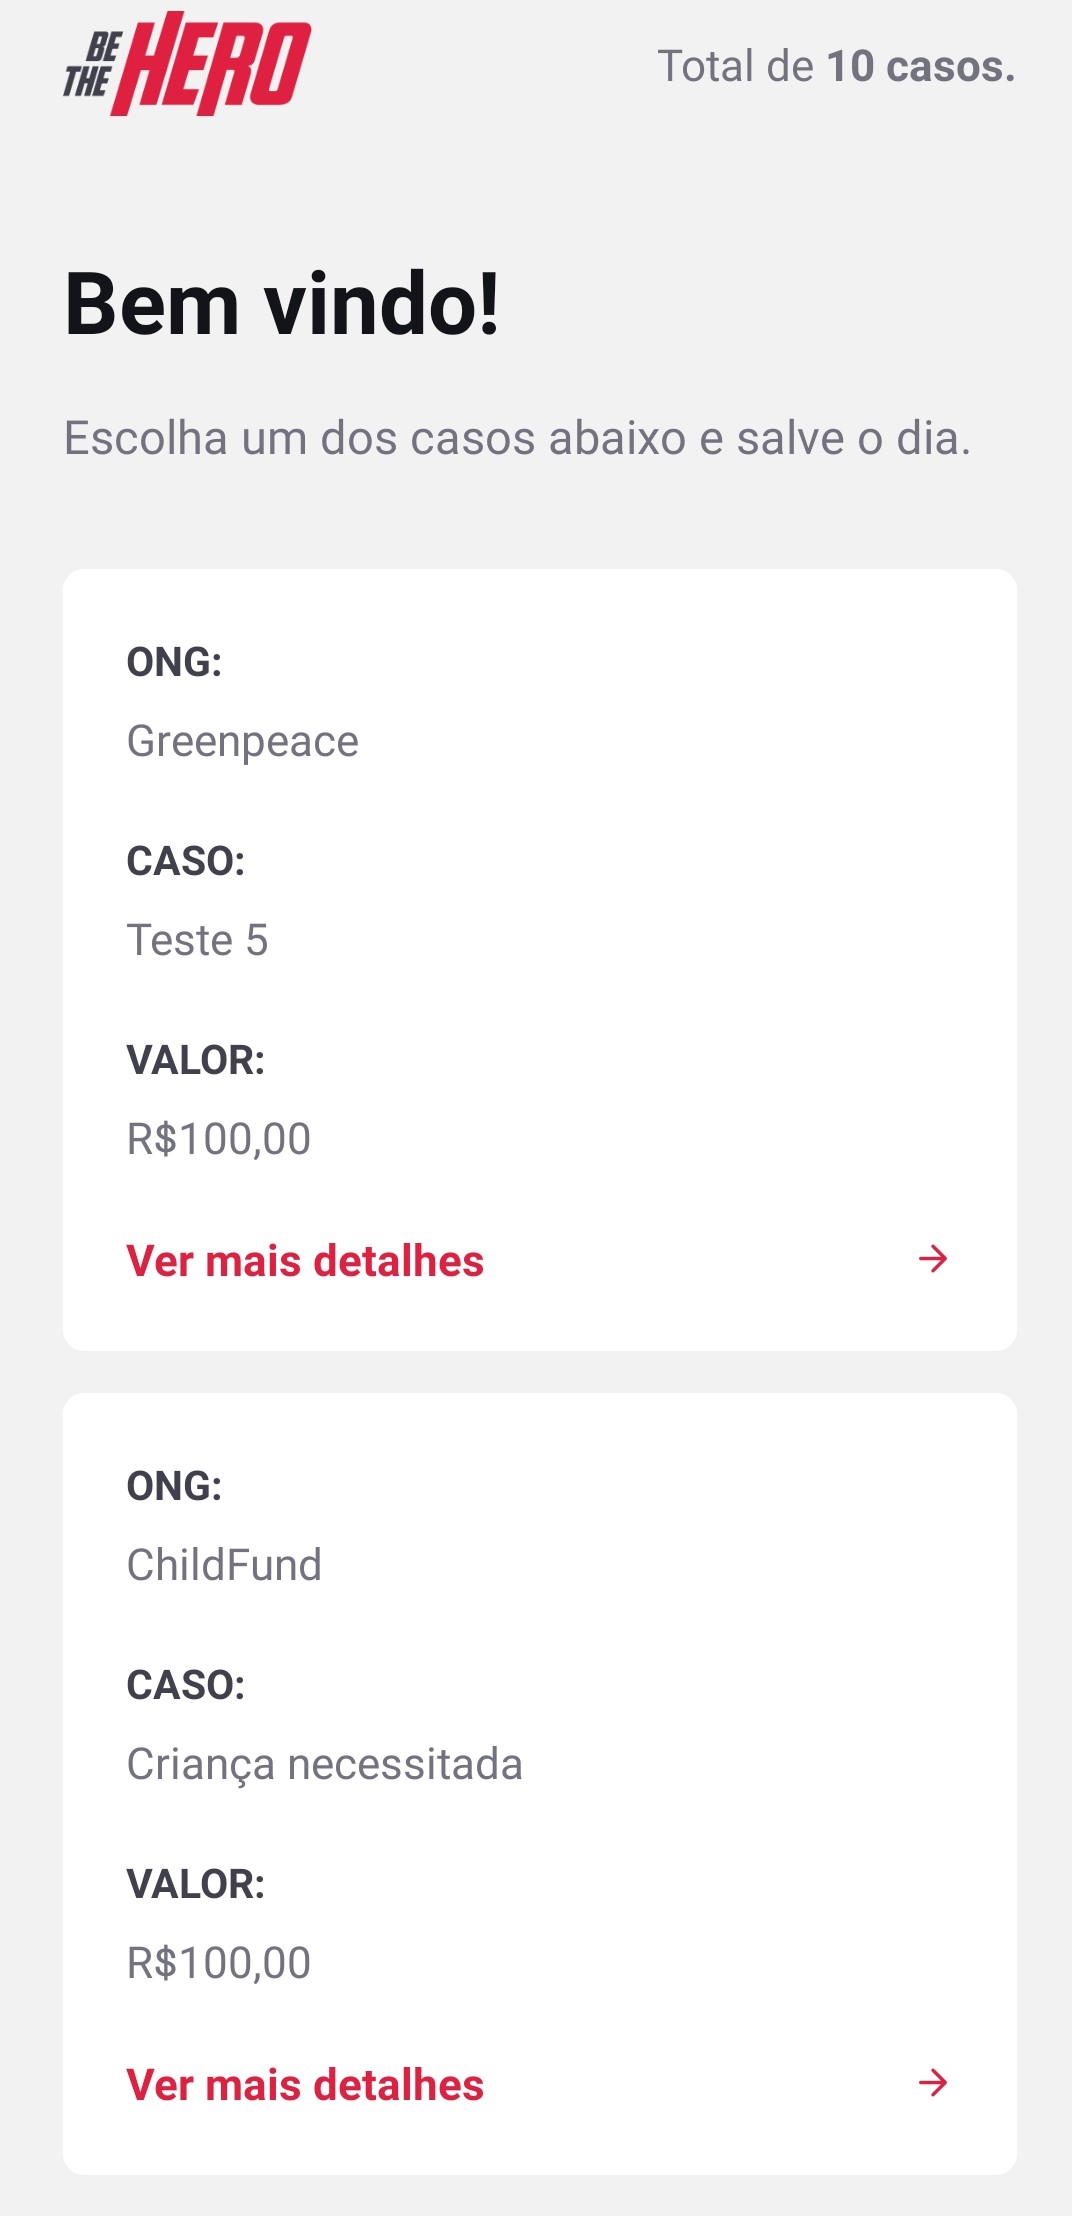 BE THE HERO
Total de 10 casos.
Bem vindo!
Escolha um dos casos abaixo e salve o dia.
ONG:
Greenpeace
CASO:
Teste 5
VALOR:
R$100,00
Ver mais detalhes
ONG:
ChildFund
CASO:
Criança necessitada
VALOR:
R$100,00
Ver mais detalhes